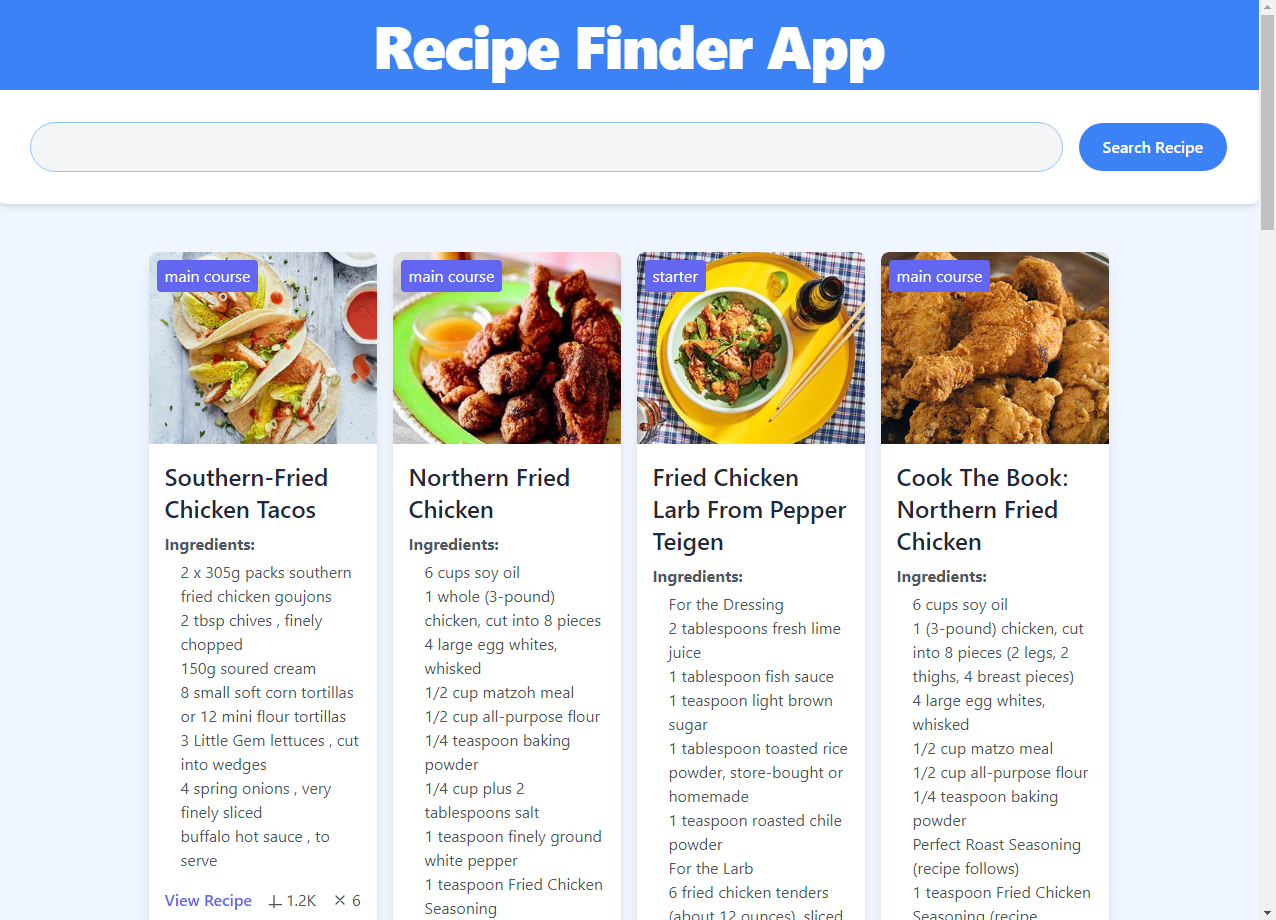 Recipe Finder App
Search Recipe
main course
Southern-Fried
Chicken Tacos
Ingredients:
2 x 305g packs southern
fried chicken goujons
2 tbsp chives , finely
chopped
150g soured cream
8 small soft corn tortillas
or 12 mini flour tortillas
3 Little Gem lettuces , cut
into wedges
4 spring onions , very
finely sliced
buffalo hot sauce , to
serve
View Recipe 1.2K 6
main course
Northern Fried
Chicken
Ingredients:
6 cups soy oil
1 whole (3-pound)
chicken, cut into 8 pieces
4 large egg whites,
whisked
1/2 cup matzoh meal
1/2 cup all-purpose flour
1/4 teaspoon baking
powder
1/4 cup plus 2
tablespoons salt
1 teaspoon finely ground
white pepper
1 teaspoon Fried Chicken
Seasoning
starter
Fried Chicken
Larb From Pepper
Teigen
Ingredients:
For the Dressing
2 tablespoons fresh lime
juice
1 tablespoon fish sauce
1 teaspoon light brown
sugar
1 tablespoon toasted rice
powder, store-bought or
homemade
1 teaspoon roasted chile
powder
For the Larb
6 fried chicken tenders
(about 12 ounces), sliced
main course
Cook The Book:
Northern Fried
Chicken
Ingredients:
6 cups soy oil
1 (3-pound) chicken, cut
into 8 pieces (2 legs, 2
thighs, 4 breast pieces)
4 large egg whites,
whisked
1/2 cup matzo meal
1/2 cup all-purpose flour
1/4 teaspoon baking
powder
Perfect Roast Seasoning
(recipe follows)
1 teaspoon Fried Chicken
Seasoning (recipe